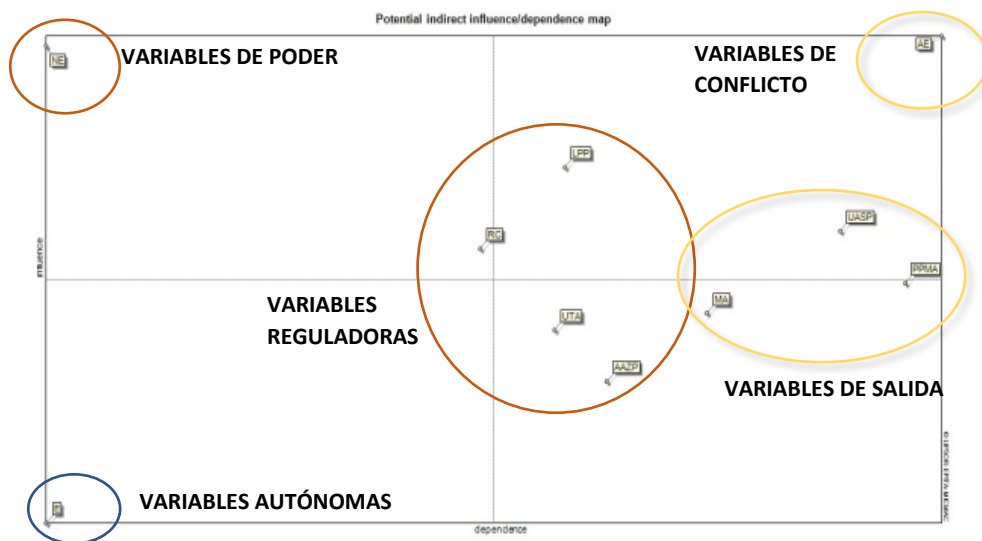 Potential indirect influence/dependence map
NE
VARIABLES DE PODER
VARIABLES DE
CONFLICTO
AE
LPP
RC
UASP
PPMA
MA
UTA
AAZP
influence
VARIABLES
REGULADORAS
VARIABLES DE SALIDA
VARIABLES AUTÓNOMAS
dependence